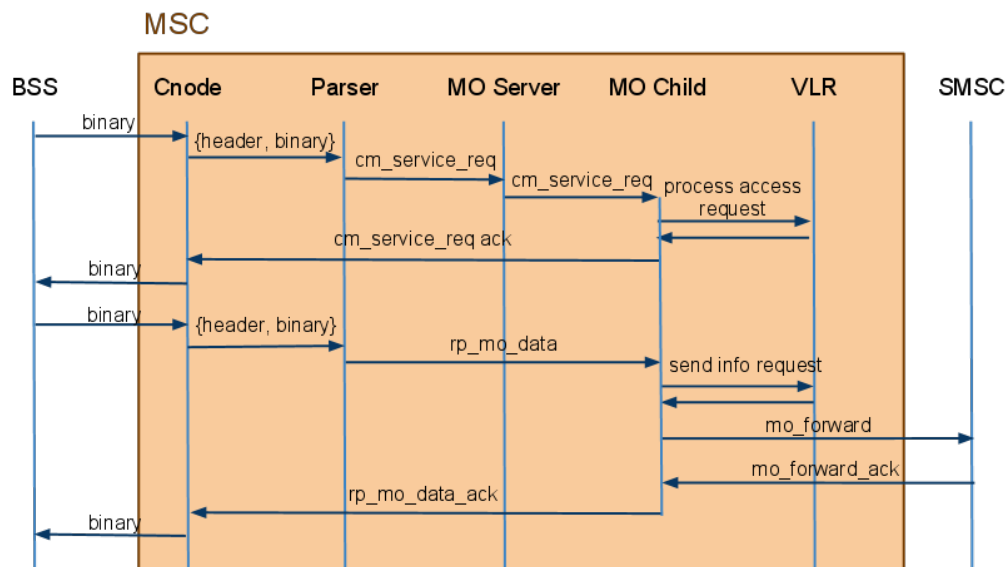 MSC
BSS
Cnode
Parser
MO Server
MO Child
VLR
SMSC
binary
{header, binary}
cm_service_req
cm_service_req
process access
request
cm_service_req ack
binary
binary
{header, binary}
rp_mo_data
send info request
mo_forward
mo_forward_ack
rp_mo_data_ack
binary